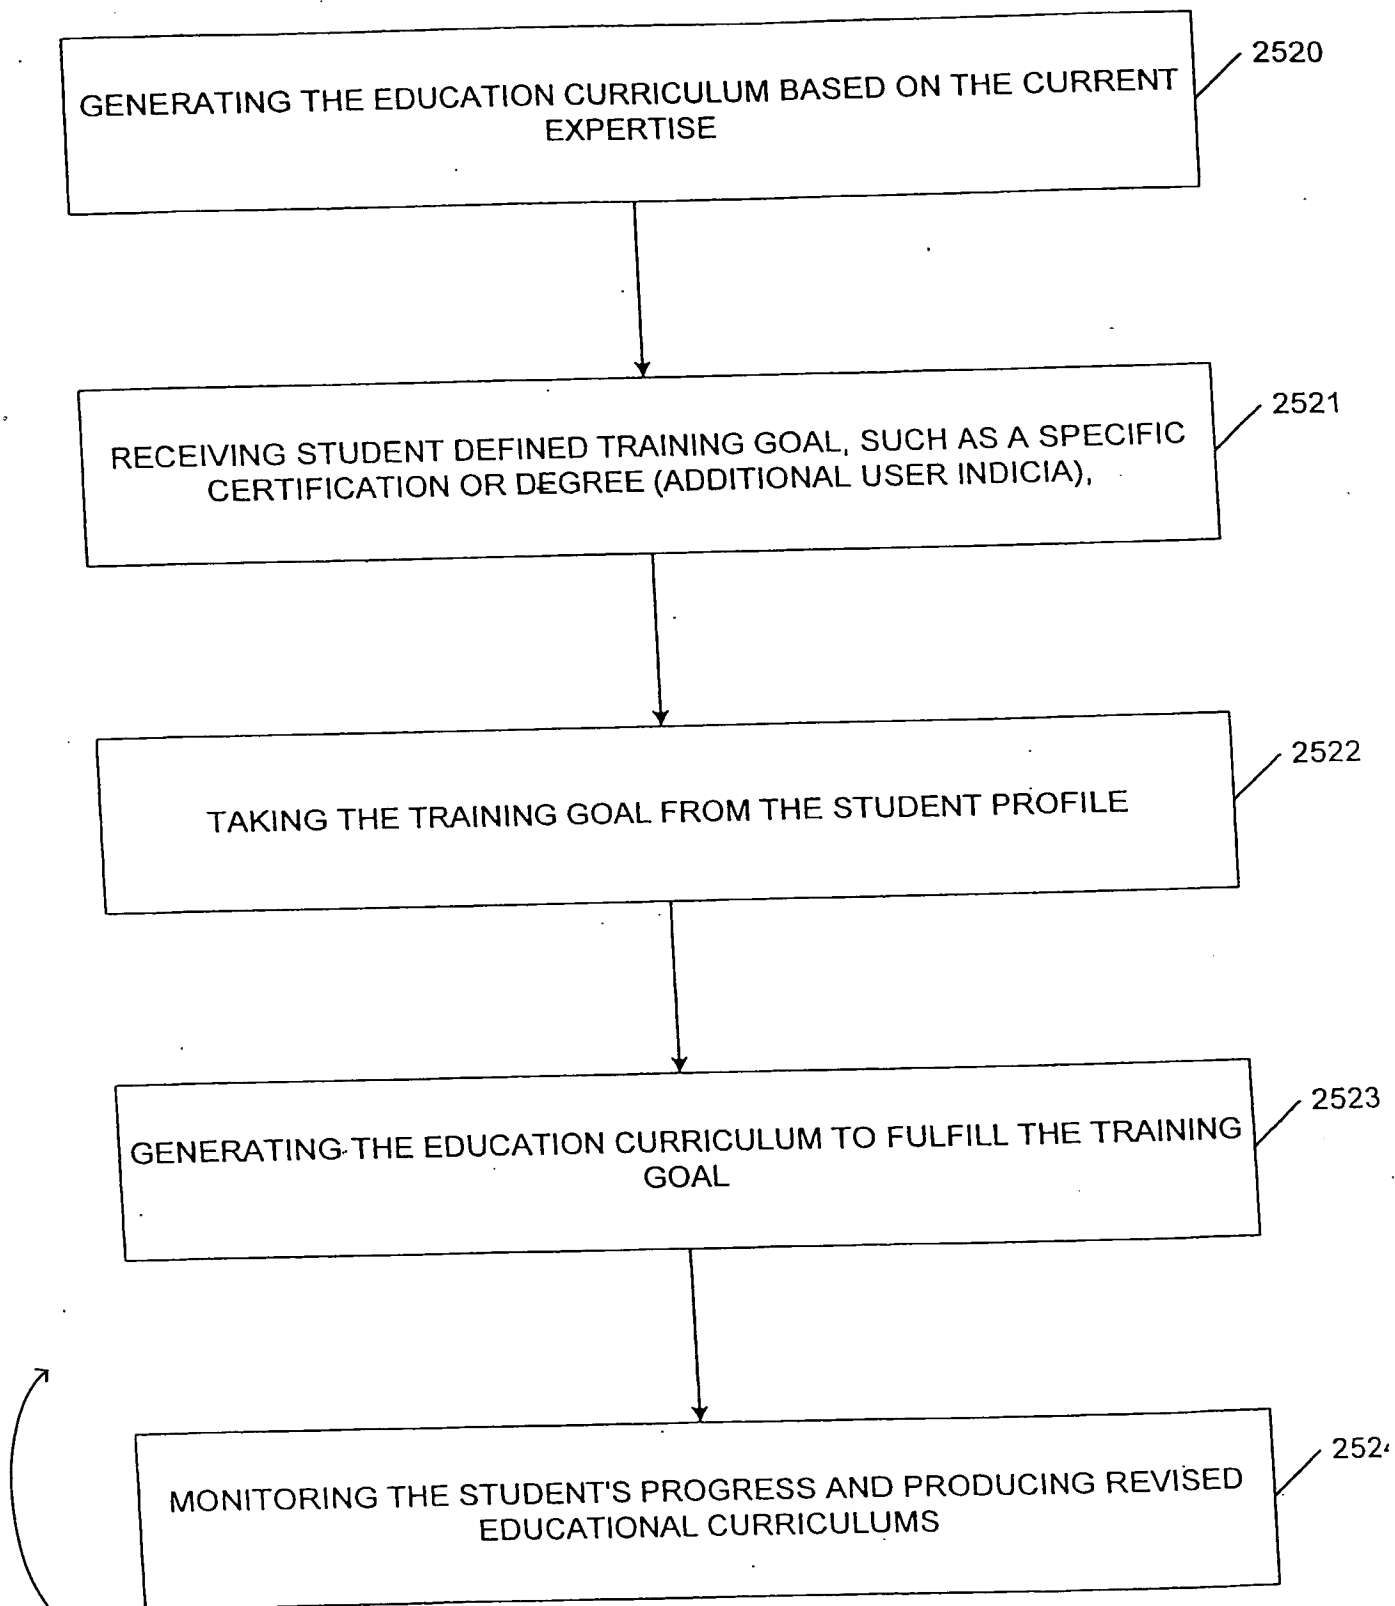 2520
GENERATING THE EDUCATION CURRICULUM BASED ON THE CURRENT
EXPERTISE
2521
RECEIVING STUDENT DEFINED TRAINING GOAL, SUCH AS A SPECIFIC
CERTIFICATION OR DEGREE (ADDITIONAL USER INDICIA),
2522
TAKING THE TRAINING GOAL FROM THE STUDENT PROFILE
2523
GENERATING THE EDUCATION CURRICULUM TO FULFILL THE TRAINING
GOAL
2524
MONITORING THE STUDENT'S PROGRESS AND PRODUCING REVISED
EDUCATIONAL CURRICULUMS